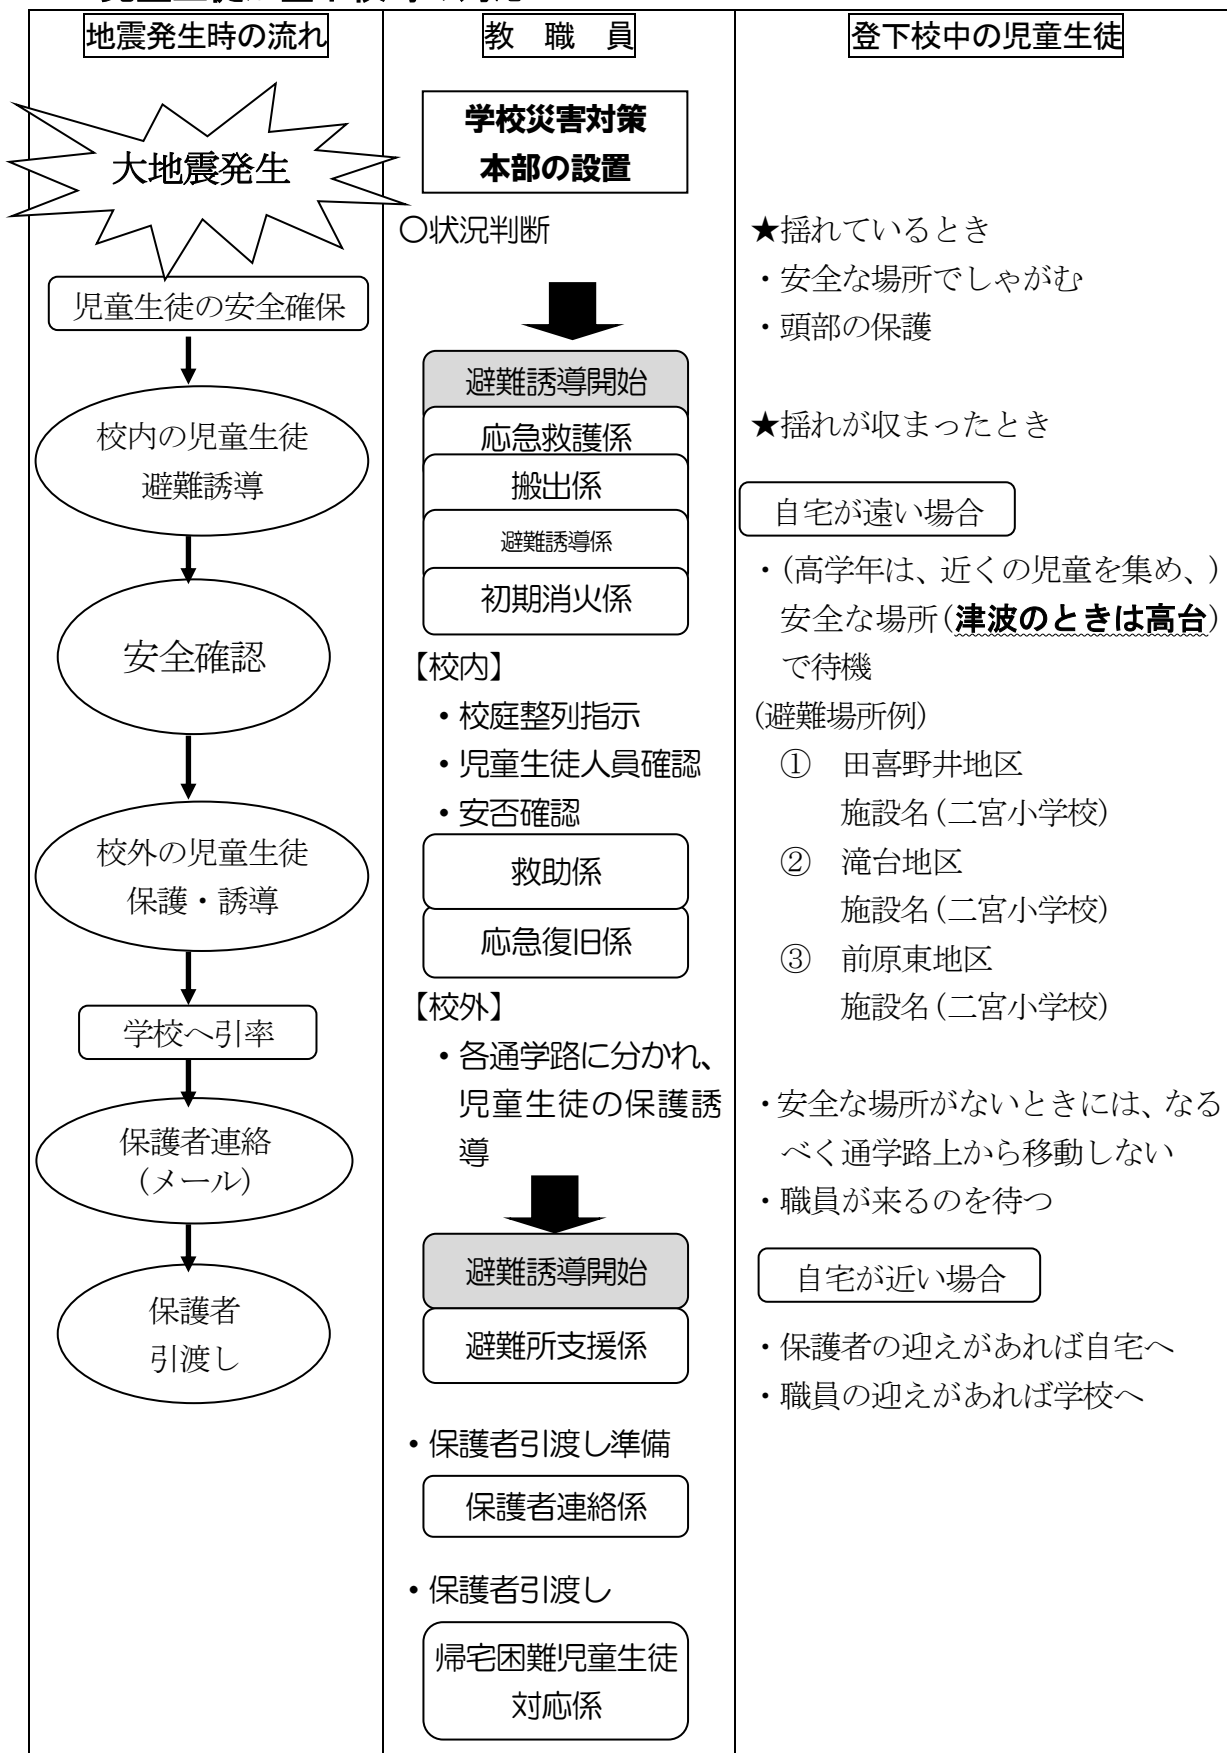 地震発生時の流れ
大地震発生
児童生徒の安全確保
校内の児童生徒
避難誘導
安全確認
校外の児童生徒
保護・誘導
学校へ引率
保護者連絡
(メール)
保護者
引渡し
教　職　員
学校災害対策
本部の設置
○状況判断
避難誘導開始
応急救護係
搬出係
避難誘導係
初期消火係
【校内】
・校庭整列指示
・児童生徒人員確認
・安否確認
救助係
応急復旧係
【校外】
・各通学路に分かれ、
児童生徒の保護誘
導
避難誘導開始
避難所支援係
・保護者引渡し準備
保護者連絡係
・保護者引渡し
帰宅困難児童生徒
対応係
登下校中の児童生徒
★揺れているとき
・安全な場所でしゃがむ
・頭部の保護
★揺れが収まったとき
自宅が遠い場合
・(高学年は、近くの児童を集め、)
安全な場所(津波のときは高台)
で待機
(避難場所例)
①　田喜野井地区
施設名(二宮小学校)
②　滝台地区
施設名(二宮小学校)
③　前原東地区
施設名(二宮小学校)
・安全な場所がないときには、なる
べく通学路上から移動しない
・職員が来るのを待つ
自宅が近い場合
・保護者の迎えがあれば自宅へ
・職員の迎えがあれば学校へ